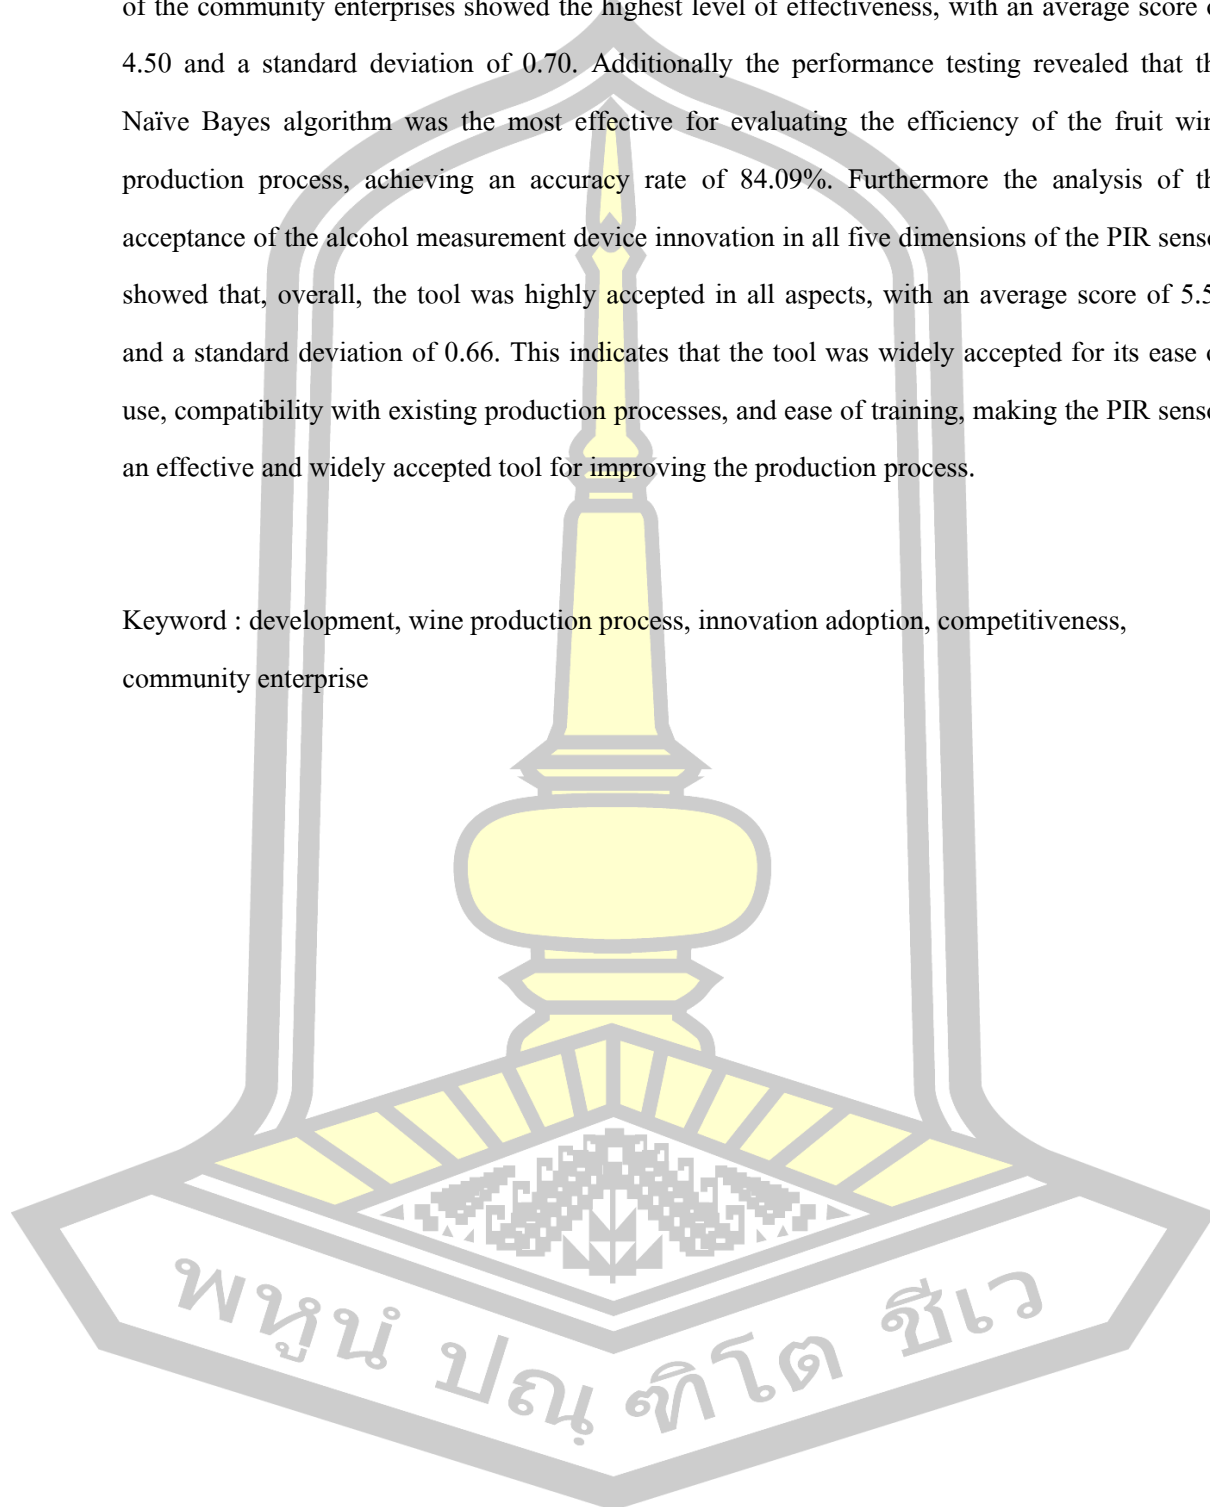 of the community enterprises showed the highest level of effectiveness, with an average score
4.50 and a standard deviation of 0.70. Additionally the performance testing revealed that
Naïve Bayes algorithm was the most effective for evaluating the efficiency of the fruit
production process, achieving an accuracy rate of 84.09%. Furthermore the analysis of
acceptance of the alcohol measurement device innovation in all five dimensions of the PIR
showed that, overall, the tool was highly accepted in all aspects, with an average score of
and a standard deviation of 0.66. This indicates that the tool was widely accepted for its ease
use, compatibility with existing production processes, and ease of training, making the PIR
an effective and widely accepted tool for improving the production process.
Keyword : development, wine production process, innovation adoption, competitiveness,
community enterprise
พหูนํ ปณฺ ฑิโต ชีเว